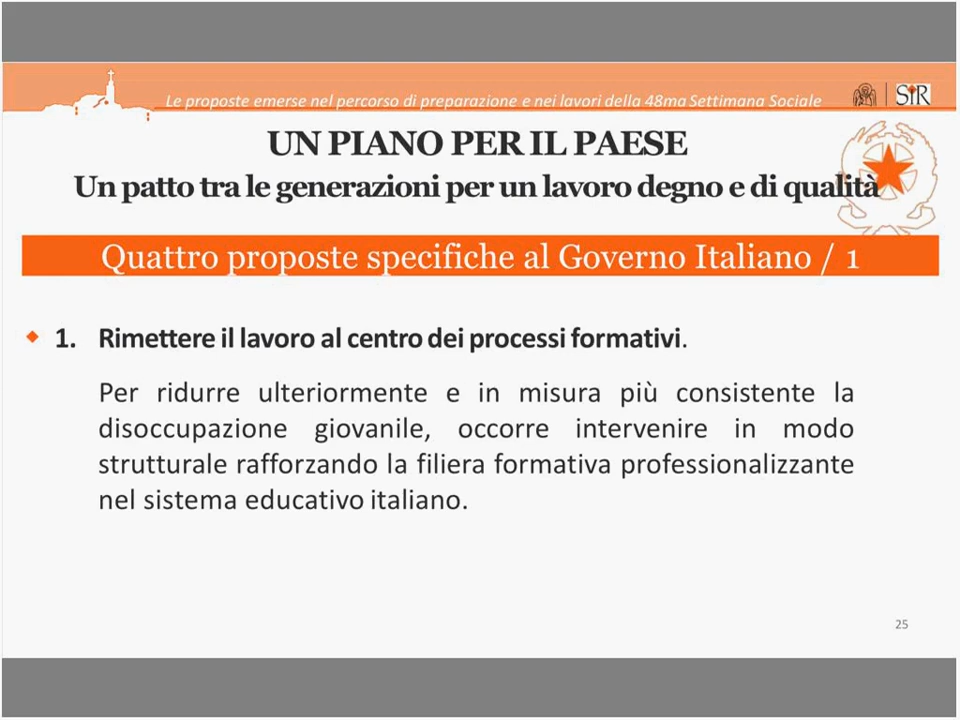 Le proposte emerse nel percorso di preparazione e nei lavori della 48ma Settimana Sociale
SIR
UN PIANO PER IL PAESE
Un patto tra le generazioni per un lavoro degno e di qualità
Quattro proposte specifiche al Governo Italiano / 1
1. Rimettere il lavoro al centro dei processi formativi.
Per ridurre ulteriormente e in misura più consistente la
disoccupazione giovanile, occorre intervenire in modo
strutturale rafforzando la filiera formativa professionalizzante
nel sistema educativo italiano.
25